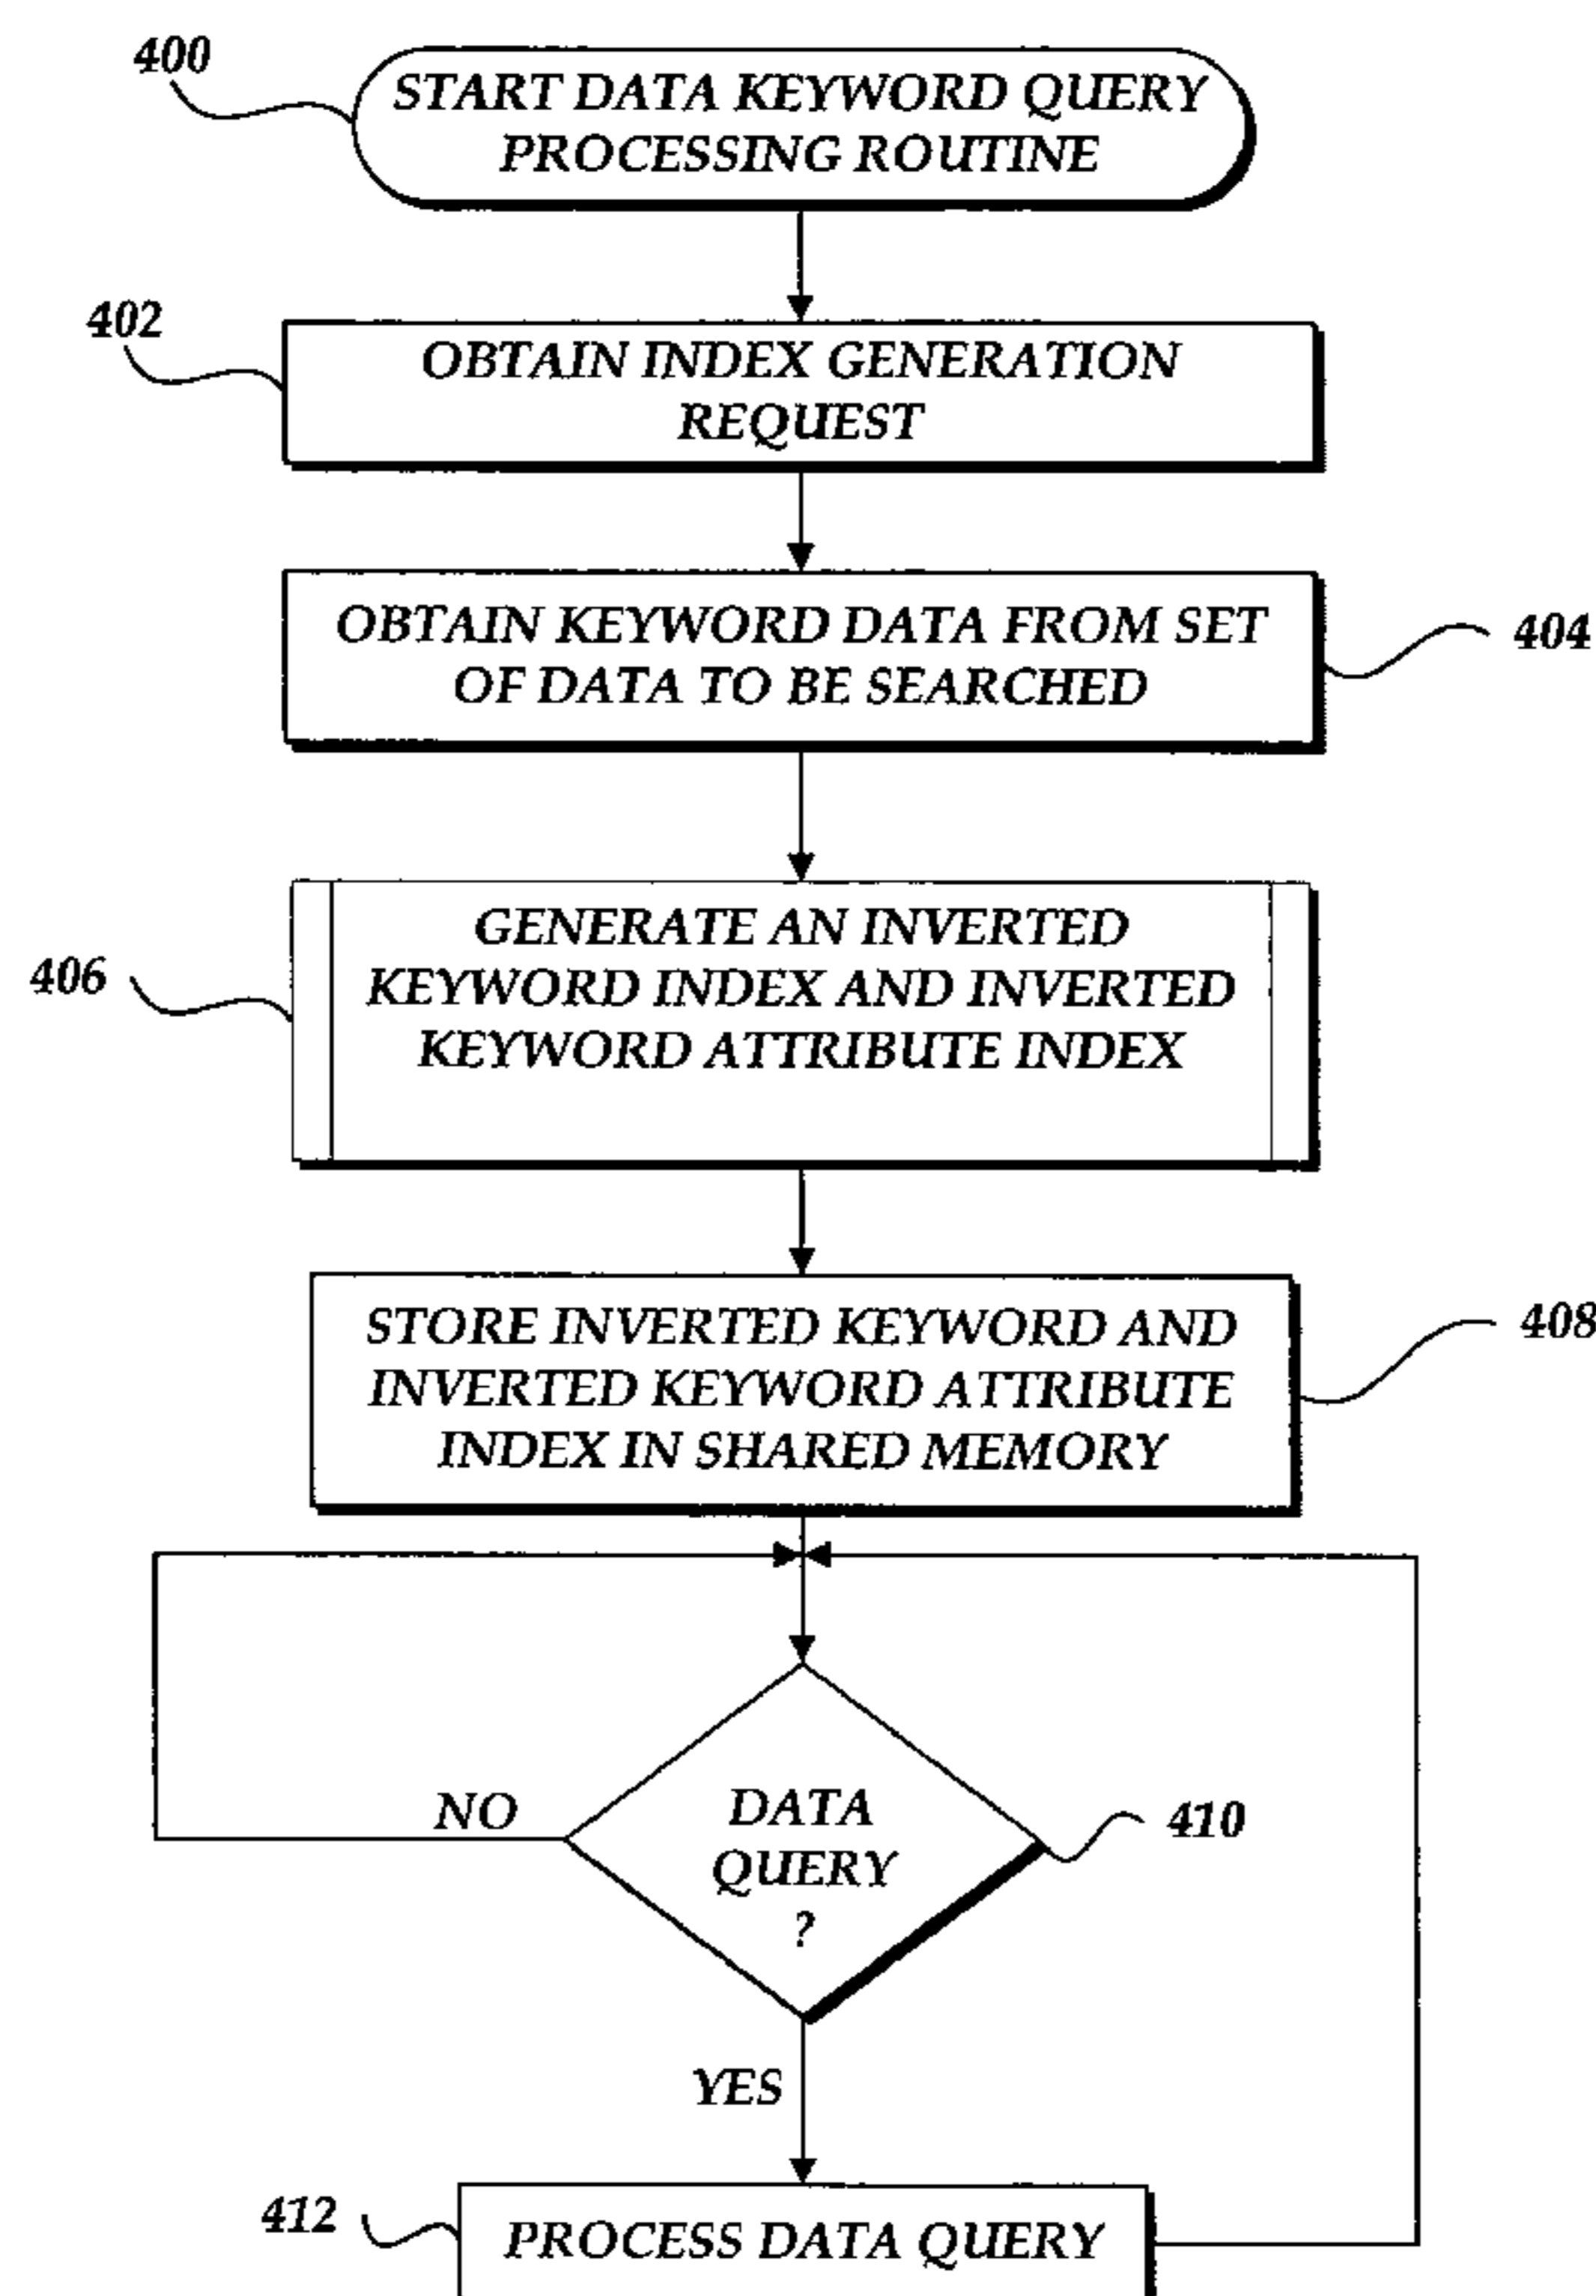 400
START DATA KEYWORD QUERY
PROCESSING ROUTINE
402
OBTAIN INDEX GENERATION
REQUEST
OBTAIN KEYWORD DATA FROM SET
OF DATA TO BE SEARCHED
404
406
GENERATE AN INVERTED
KEYWORD INDEX AND INVERTED
KEYWORD ATTRIBUTE INDEX
STORE INVERTED KEYWORD AND
INVERTED KEYWORD ATTRIBUTE
INDEX IN SHARED MEMORY
408
NO
DATA
QUERY
?
410
YES
412
PROCESS DATA QUERY